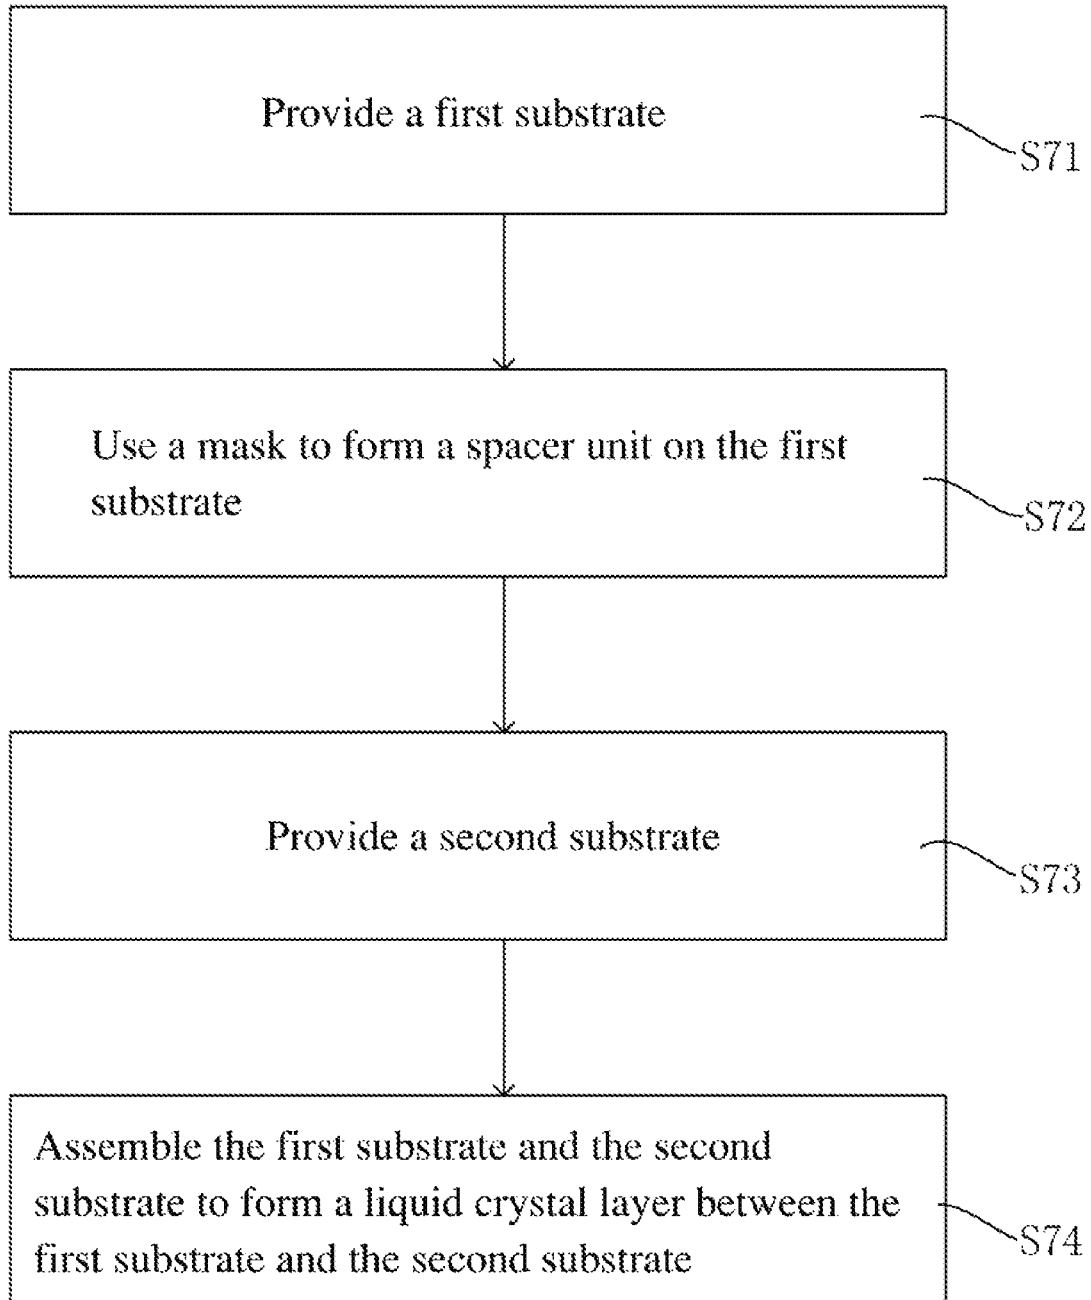 Provide a first substrate
S71
Use a mask to form a spacer unit on the first
substrate
S72
Provide a second substrate
S73
Assemble the first substrate and the second
substrate to form a liquid crystal layer between the
first substrate and the second substrate
S74